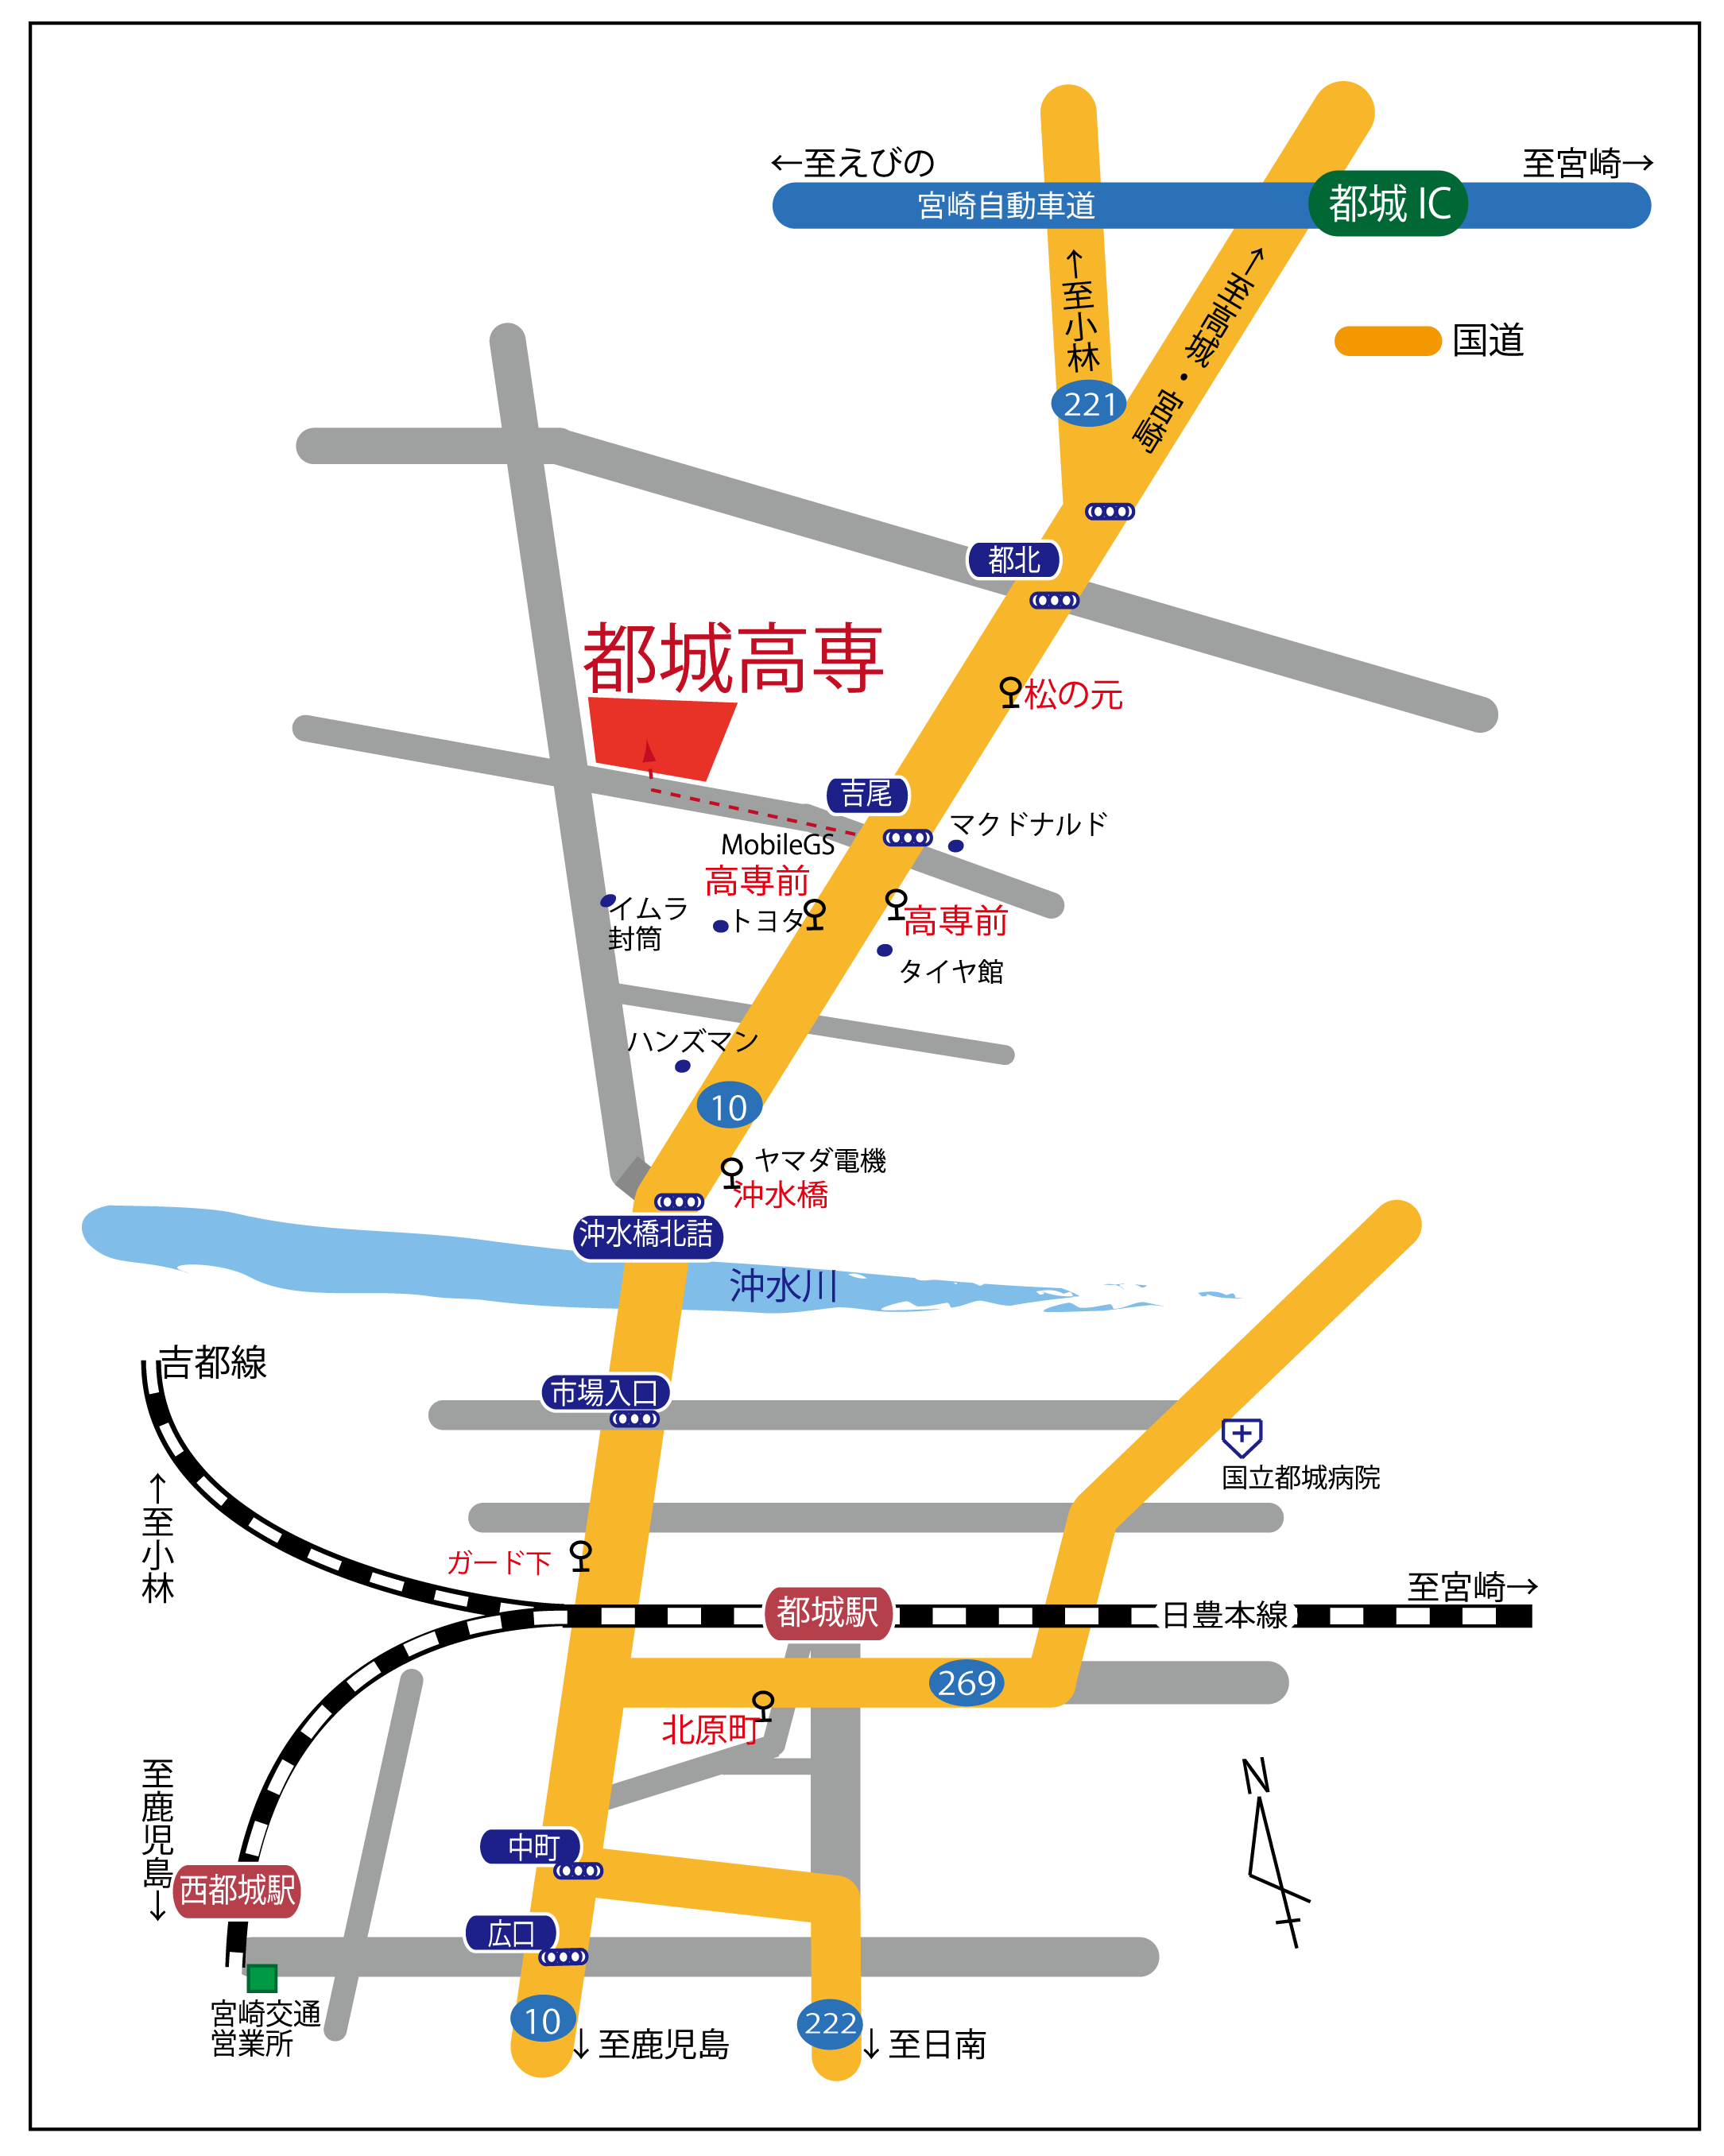 ←至えびの
至宮崎→
宮崎自動車道
都城 IC
←至小林
←至高城・宮崎
国道
221
都北
都城高専
松の元
吉尾
マクドナルド
MobileGS
高専前
イムラ
封筒
トヨタ
高専前
タイヤ館
ハンズマン
10
ヤマダ電機
沖水橋
沖水橋北詰
沖水川
吉都線
市場入口
国立都城病院
←至小林
ガード下
都城駅
至宮崎→
日豊本線
269
北原町
N
至鹿児島→
中町
西都城駅
広口
宮崎交通
営業所
10
↓至鹿児島
222
↓至日南